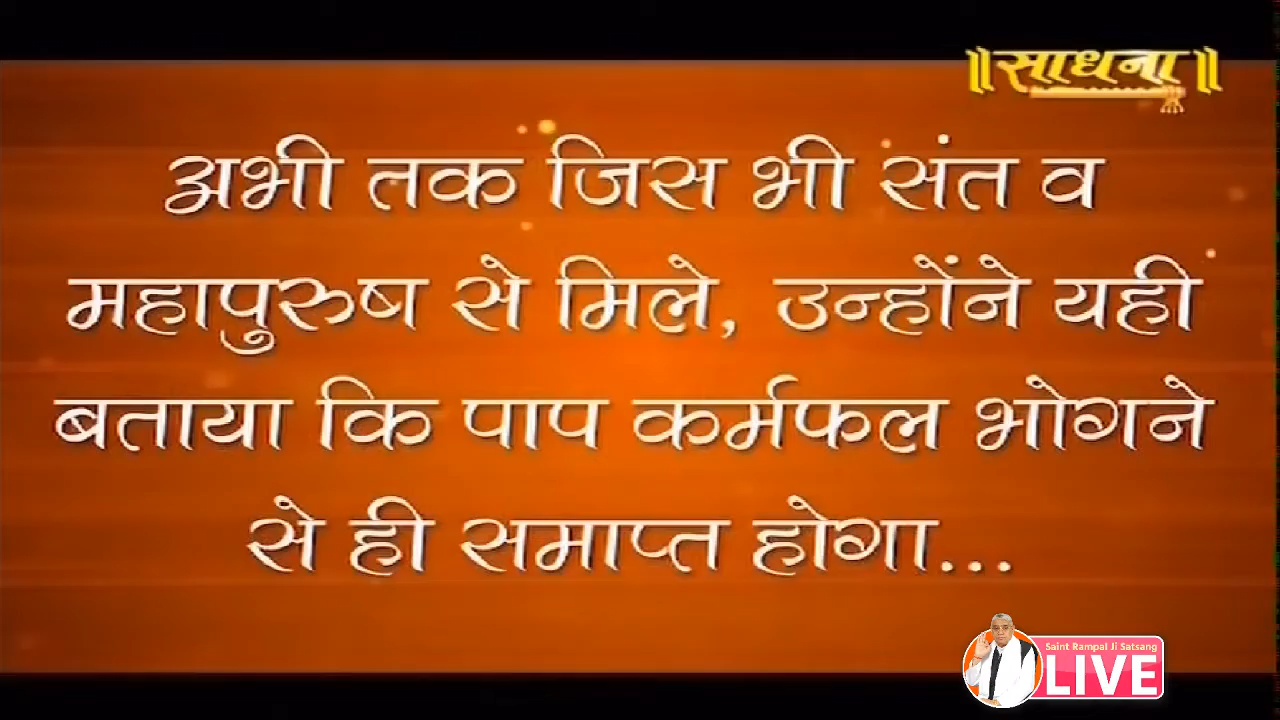 ॥साधना॥
अभी तक जिस भी संत व
महापुरुष से मिले, उन्होंने यही
बताया कि पाप कर्मफल भोगने
से ही समाप्त होगा...
Saint Rampal Ji Satsang
LIVE